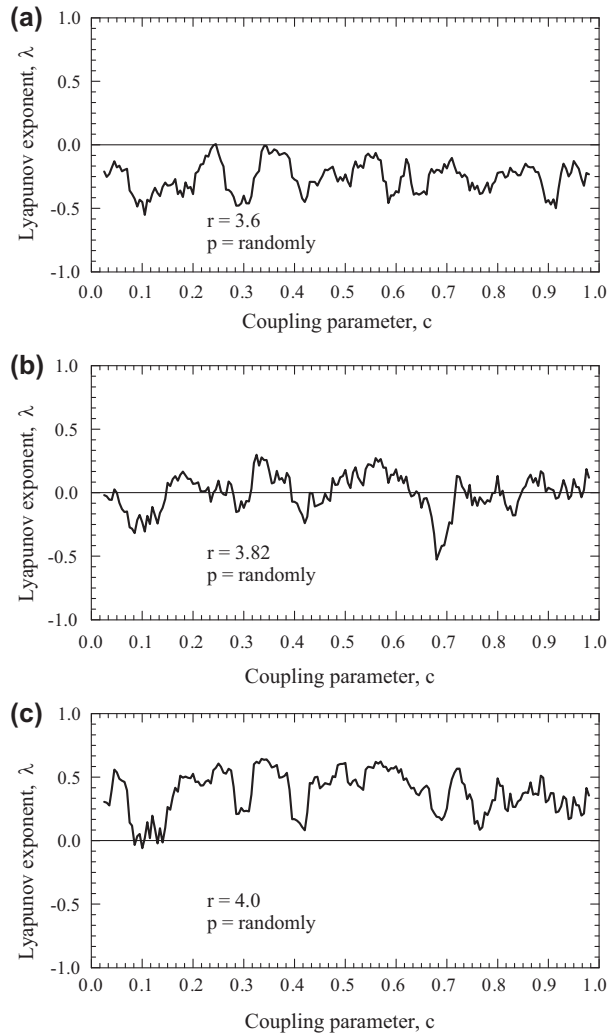 (a)
1.0
0.5
0.0
-0.5
-1.0
Lyapunov exponent, λ
r = 3.6
p = randomly
0.0 0.1 0.2 0.3 0.4 0.5 0.6 0.7 0.8 0.9 1.0
Coupling parameter, c
(b)
1.0
0.5
0.0
-0.5
-1.0
Lyapunov exponent, λ
r = 3.82
p = randomly
0.0 0.1 0.2 0.3 0.4 0.5 0.6 0.7 0.8 0.9 1.0
Coupling parameter, c
(c)
1.0
0.5
0.0
-0.5
-1.0
Lyapunov exponent, λ
r = 4.0
p = randomly
0.0 0.1 0.2 0.3 0.4 0.5 0.6 0.7 0.8 0.9 1.0
Coupling parameter, c